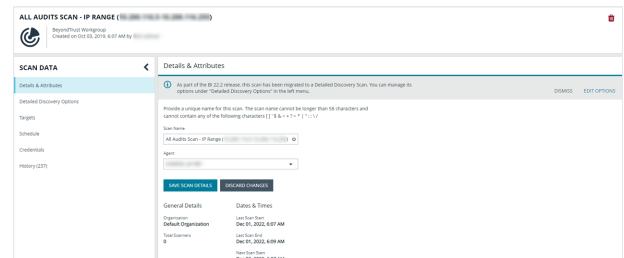 ALL AUDITS SCAN - IP RANGE (
BeyondTrust Workgroup
Created on Oct 03, 2019, 6:07 AM by
SCAN DATA
Details & Attributes
Detailed Discovery Options
Targets
Schedule
Credentials
History (237)
Details & Attributes
As part of the BI 22.2 release, this scan has been migrated to a Detailed Discovery Scan. You can manage its
options under "Detailed Discovery Options" in the left menu.
DISMISS EDIT OPTIONS
Provide a unique name for this scan. The scan name cannot be longer than 58 characters and
cannot contain any of the following characters
Scan Name
All Audits Scan - IP Range (
Agent
SAVE SCAN DETAILS DISCARD CHANGES
General Details
Organization
Default Organization
Total Scanners
0
Dates & Times
Last Scan Start
Dec 01, 2022, 6:07 AM
Last Scan End
Dec 01, 2022, 6:09 AM
Next Scan Start